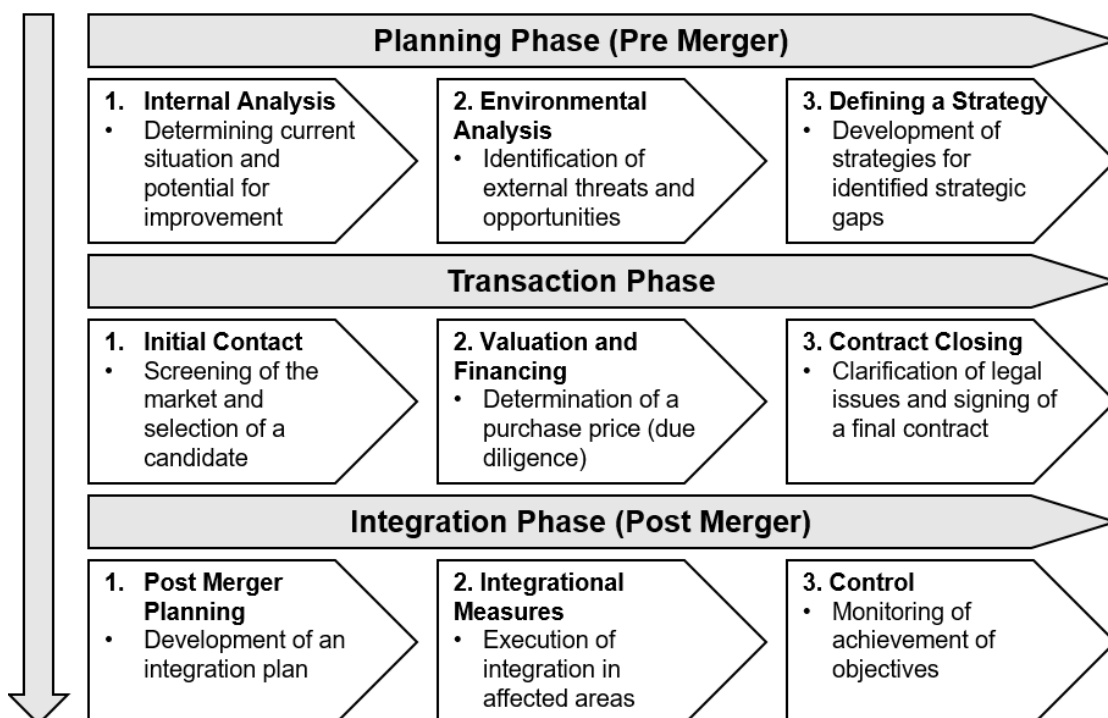 Planning Phase (Pre Merger)
1. Internal Analysis
• Determining current
situation and
potential for
improvement
2. Environmental
Analysis
• Identification of
external threats and
opportunities
3. Defining a Strategy
• Development of
strategies for
identified strategic
gaps
Transaction Phase
1. Initial Contact
• Screening of the
market and
selection of a
candidate
2. Valuation and
Financing
• Determination of a
purchase price (due
diligence)
3. Contract Closing
• Clarification of legal
issues and signing of
a final contract
Integration Phase (Post Merger)
1. Post Merger
Planning
• Development of an
integration plan
2. Integrational
Measures
• Execution of
integration in
affected areas
3. Control
• Monitoring of
achievement of
objectives